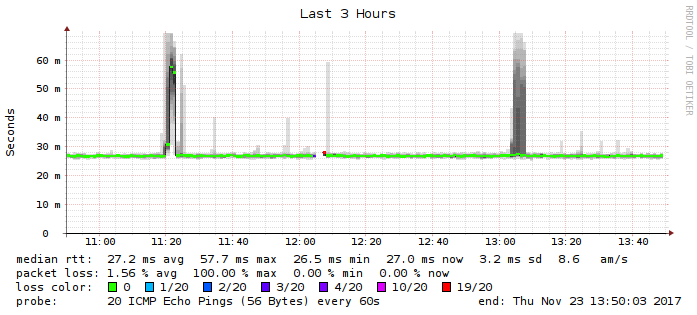 Last 3 Hours
RRDTOOL / TOBI OETIKER
Seconds
60 m
50 m
40 m
30 m
20 m
10 m
0
11:00 11:20 11:40 12:00 12:20 12:40 13:00 13:20 13:40
median rtt: 27.2 ms avg 57.7 ms max 26.5 ms min 27.0 ms now 3.2 ms sd 8.6 am/s
packet loss: 1.56 % avg 100.00 % max 0.00 % min 0.00 % now
loss color: 0 1/20 2/20 3/20 4/20 10/20 19/20
probe: 20 ICMP Echo Pings (56 Bytes) every 60s end: Thu Nov 23 13:50:03 2017